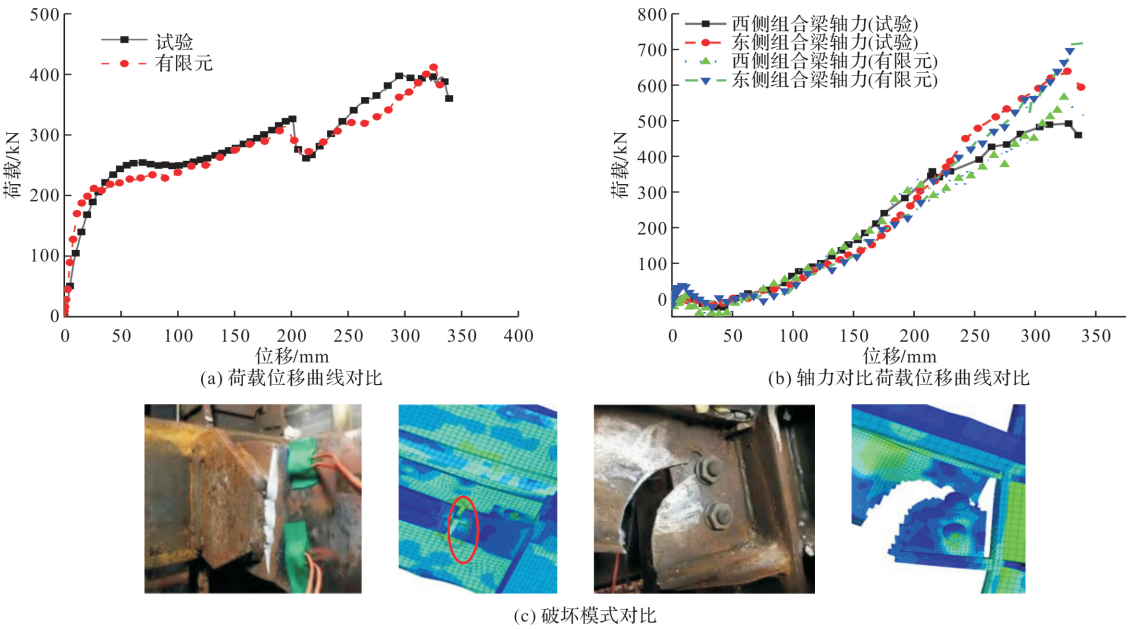 500
400
300
200
100
0
荷载/kN
试验
有限元
0 50 100 150 200 250 300 350 400
位移/mm
(a) 荷载位移曲线对比
800
700
600
500
400
300
200
100
0
荷载/kN
西侧组合梁轴力(试验)
东侧组合梁轴力(试验)
西侧组合梁轴力(有限元)
东侧组合梁轴力(有限元)
0 50 100 150 200 250 300 350
位移/mm
(b) 轴力对比荷载位移曲线对比
(c) 破坏模式对比